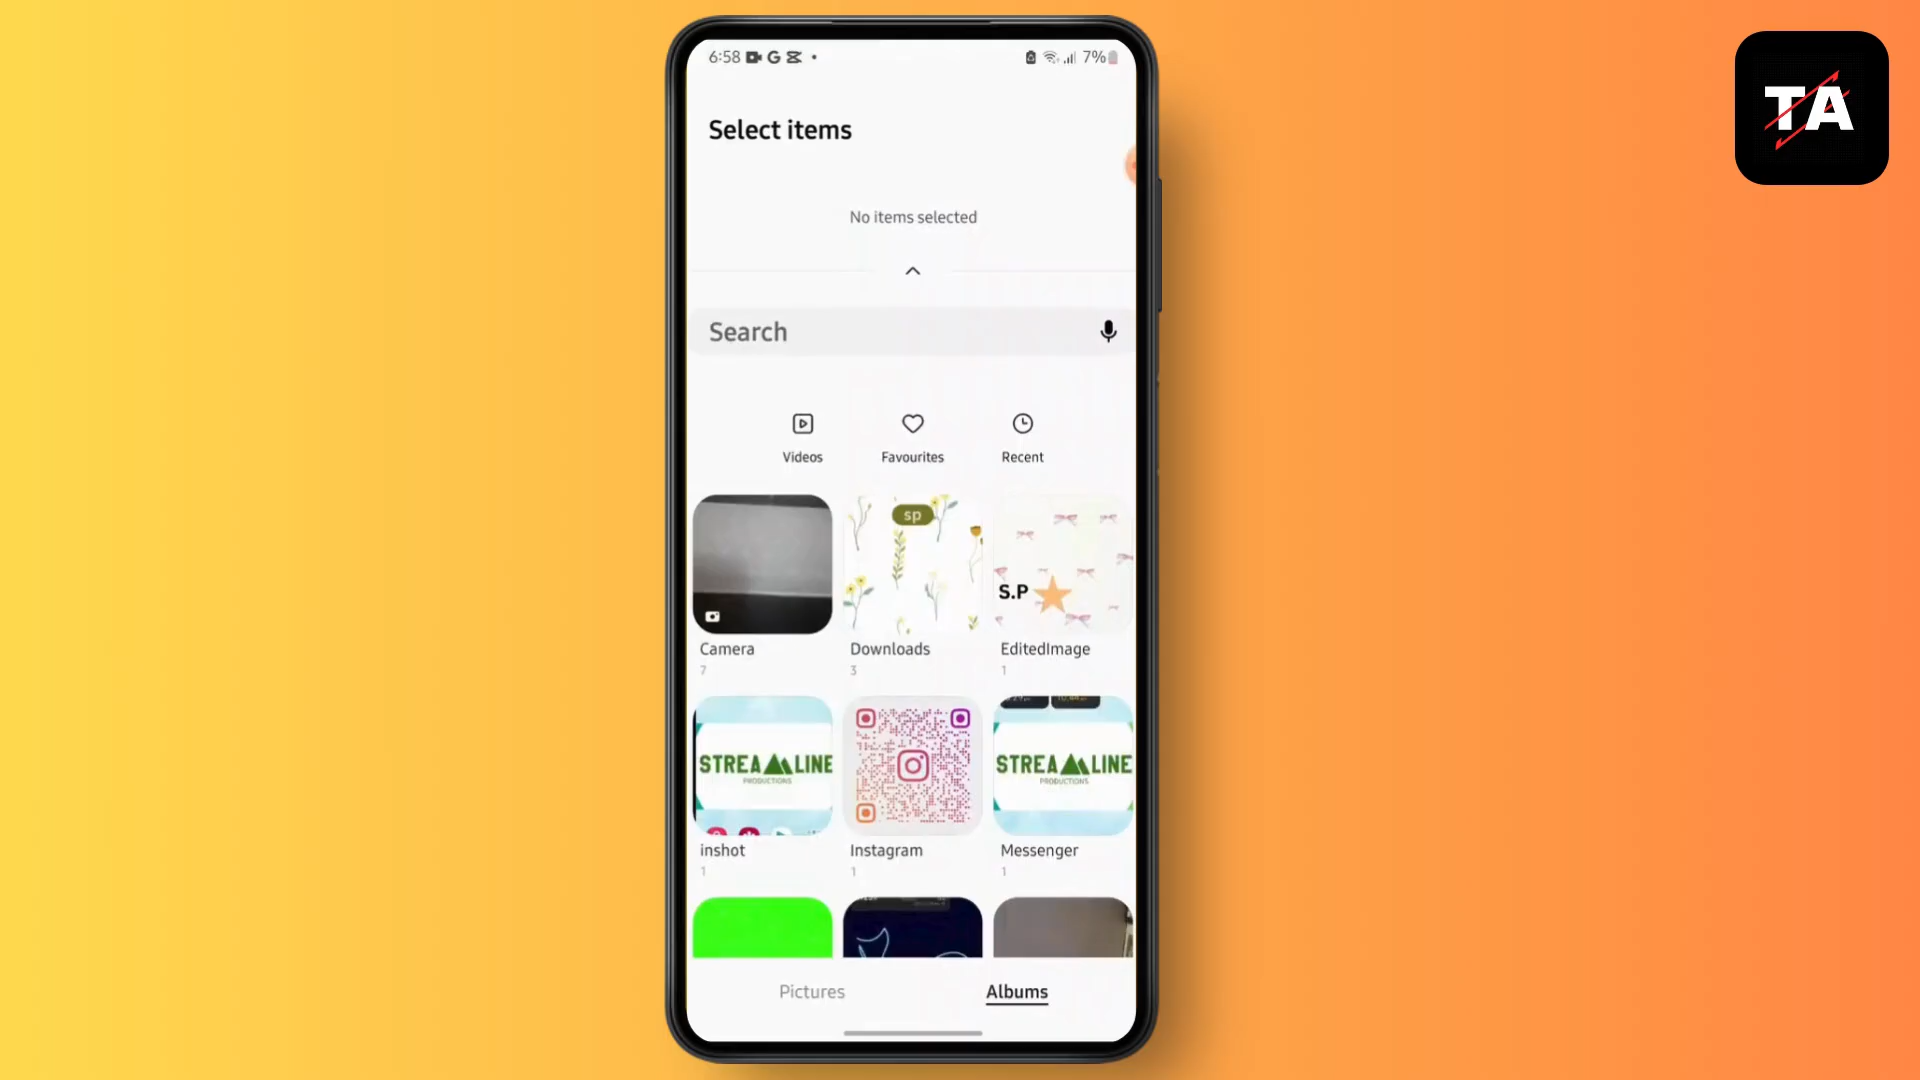 6:58
7%
TA
Select items
No items selected
Search
Videos
Favourites
Recent
sp
S.P
Camera
Downloads
EditedImage
7
3
1
STREAMLINE
PRODUCTIONS
STREAMLINE
PRODUCTIONS
inshot
Instagram
Messenger
1
1
1
Pictures
Albums